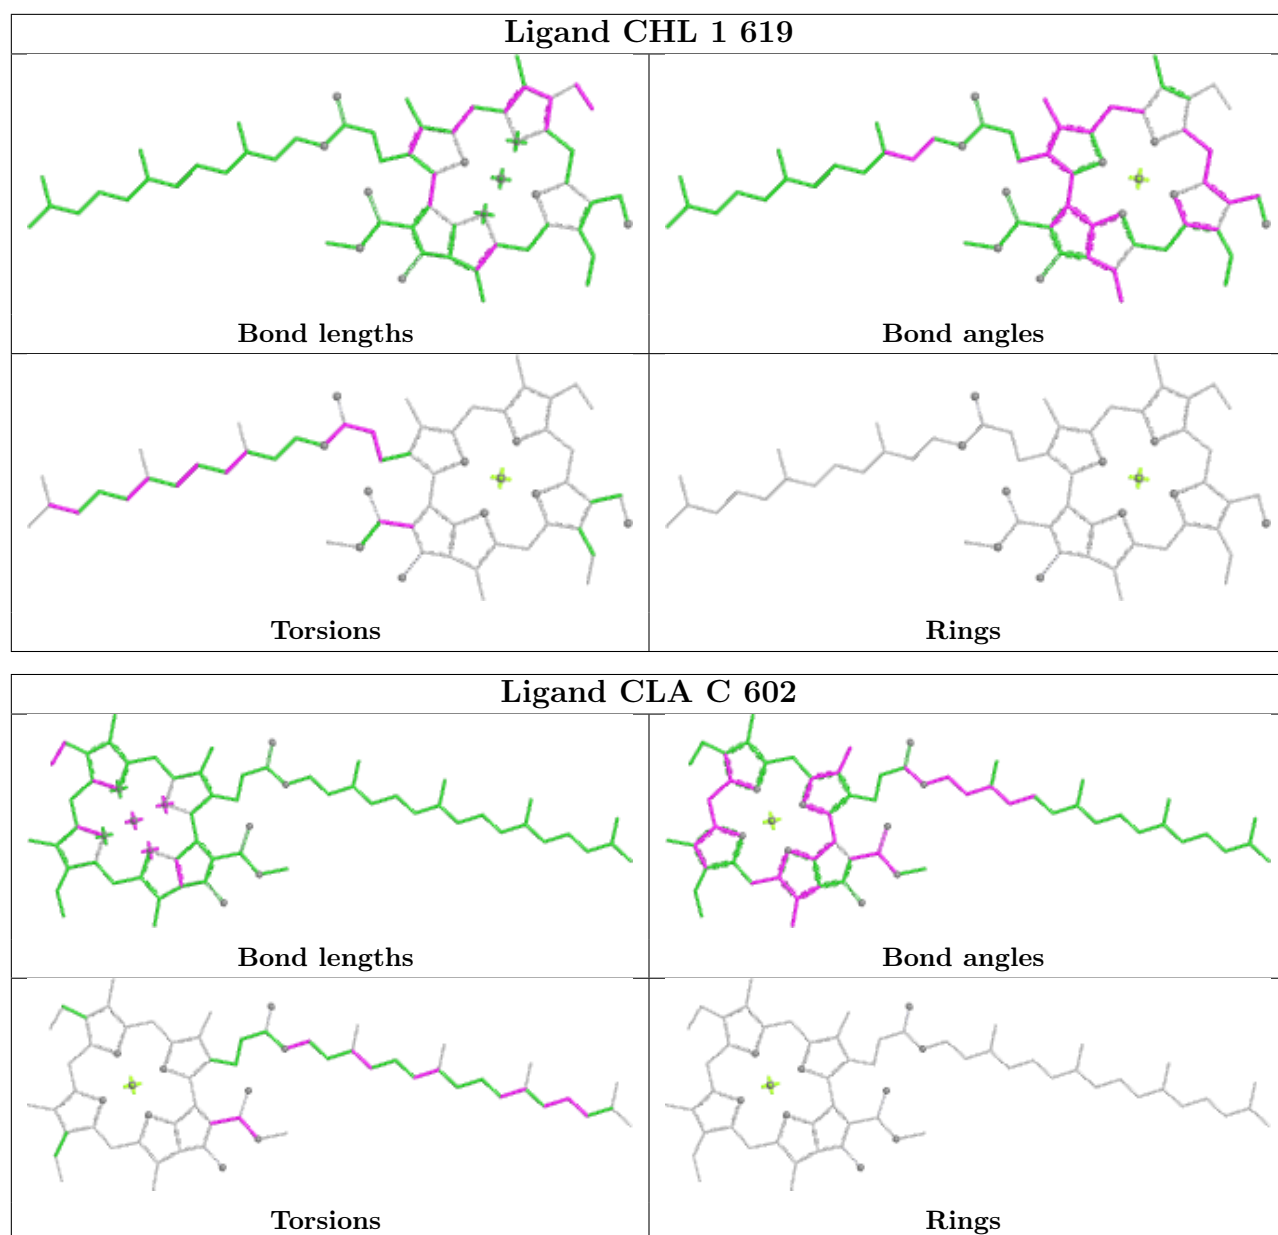 Ligand CHL 1 619
Bond lengths
Bond angles
Torsions
Rings
Ligand CLA C 602
Bond lengths
Bond angles
Torsions
Rings